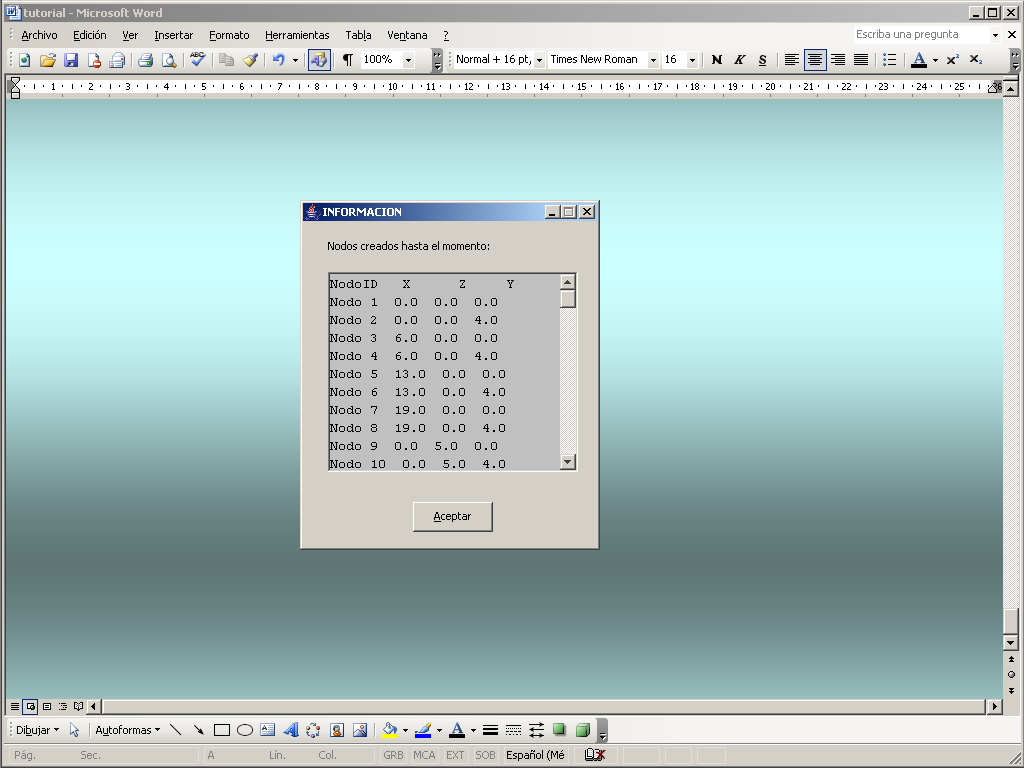 tutorial - Microsoft Word
Archivo Edición Ver Insertar Formato Herramientas Tabla Ventana ? Escriba una pregunta
100% Normal + 16 pt, Times New Roman 16 N K S
1 2 3 4 5 6 7 8 9 10 11 12 13 14 15 16 17 18 19 20 21 22 23 24 25 26
INFORMACION
Nodos creados hasta el momento:
NodoID X Z Y
Nodo 1 0.0 0.0 0.0
Nodo 2 0.0 0.0 4.0
Nodo 3 6.0 0.0 0.0
Nodo 4 6.0 0.0 4.0
Nodo 5 13.0 0.0 0.0
Nodo 6 13.0 0.0 4.0
Nodo 7 19.0 0.0 0.0
Nodo 8 19.0 0.0 4.0
Nodo 9 0.0 5.0 0.0
Nodo 10 0.0 5.0 4.0
Aceptar
Dibujar Autoformas
Pág. Sec. A Lín. Col. GRB MCA EXT SOB Español (Mé